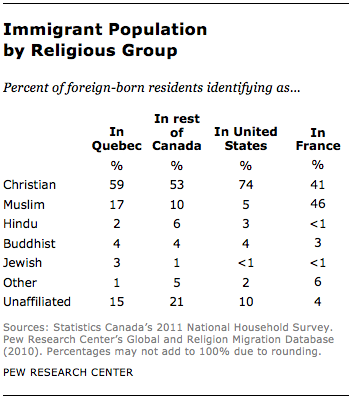 Immigrant Population
by Religious Group
Percent of foreign-born residents identifying as...
In Quebec In rest of Canada In United States In France
% % % %
Christian 59 53 74 41
Muslim 17 10 5 46
Hindu 2 6 3 <1
Buddhist 4 4 4 3
Jewish 3 1 <1 <1
Other 1 5 2 6
Unaffiliated 15 21 10 4
Sources: Statistics Canada's 2011 National Household Survey.
Pew Research Center's Global and Religion Migration Database
(2010). Percentages may not add to 100% due to rounding.
PEW RESEARCH CENTER